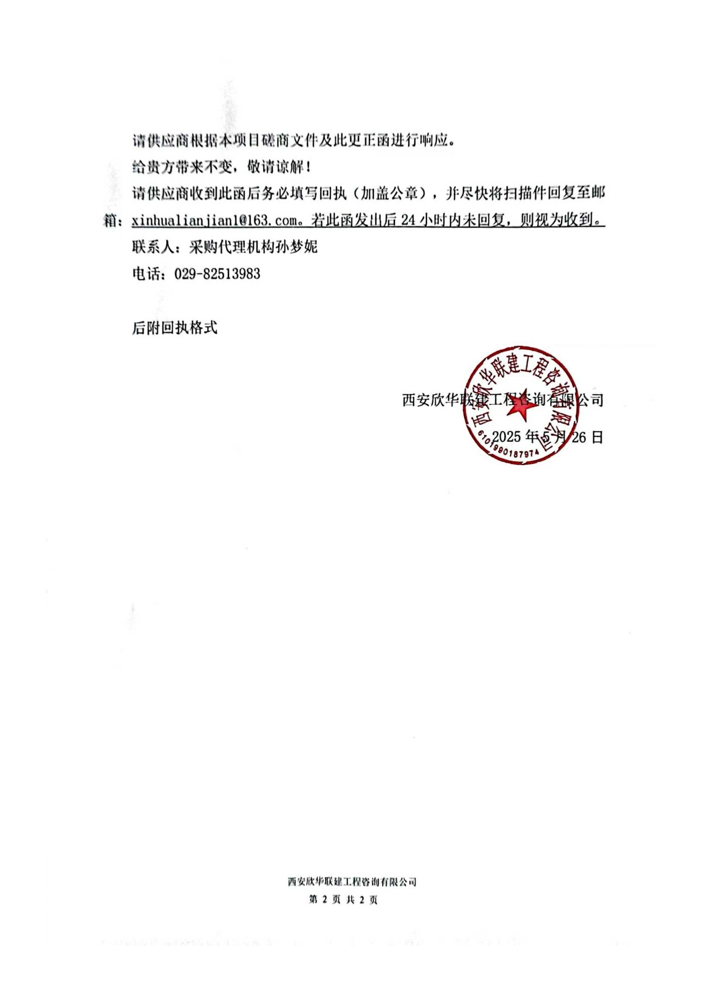 请供应商根据本项目磋商文件及此更正函进行响应。
给贵方带来不变，敬请谅解！
请供应商收到此函后务必填写回执（加盖公章），并尽快将扫描件回复至邮
箱：xinhualianjian1@163.com。若此函发出后 24 小时内未回复，则视为收到。
联系人：采购代理机构孙梦妮
电话：029-82513983
后附回执格式
西安欣华联建工程咨询有限公司
西安欣华联建工程咨询有限公司
2025 年 5 月 26 日
6101990187974
西安欣华联建工程咨询有限公司
第 2 页 共 2 页